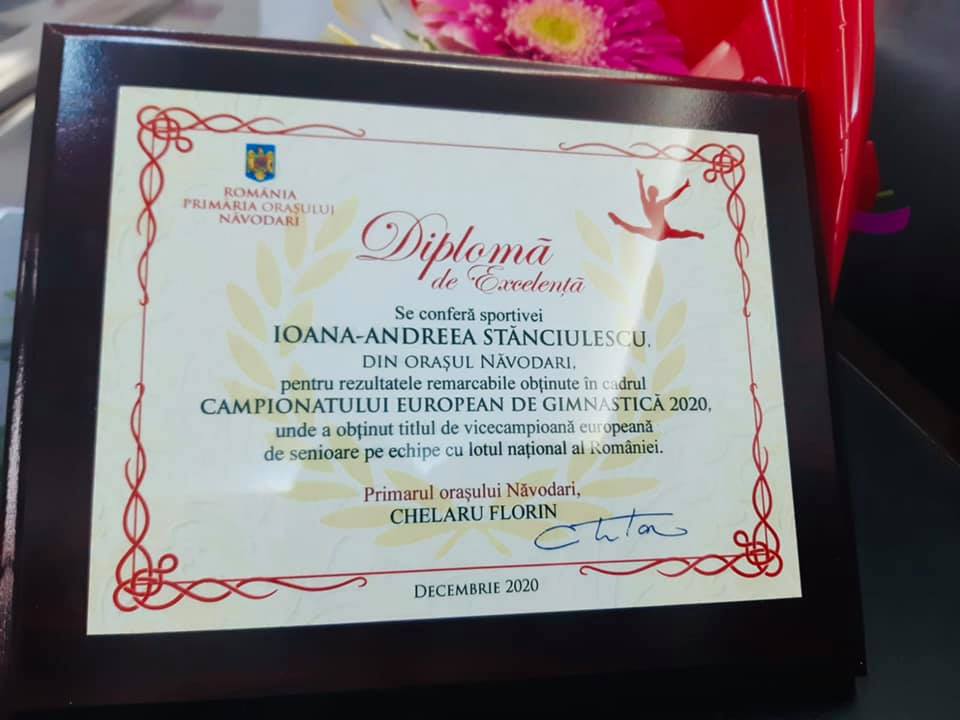 ROMÂNIA
PRIMĂRIA ORAȘULUI
NĂVODARI
Diplomă
de Excelență
Se conferă sportivei
IOANA-ANDREEA STĂNCIULESCU,
DIN ORAȘUL NĂVODARI,
pentru rezultatele remarcabile obținute în cadrul
CAMPIONATULUI EUROPEAN DE GIMNASTICĂ 2020,
unde a obținut titlul de vicecampioană europeană
de senioare pe echipe cu lotul național al României.
Primarul orașului Năvodari,
CHELARU FLORIN
DECEMBRIE 2020